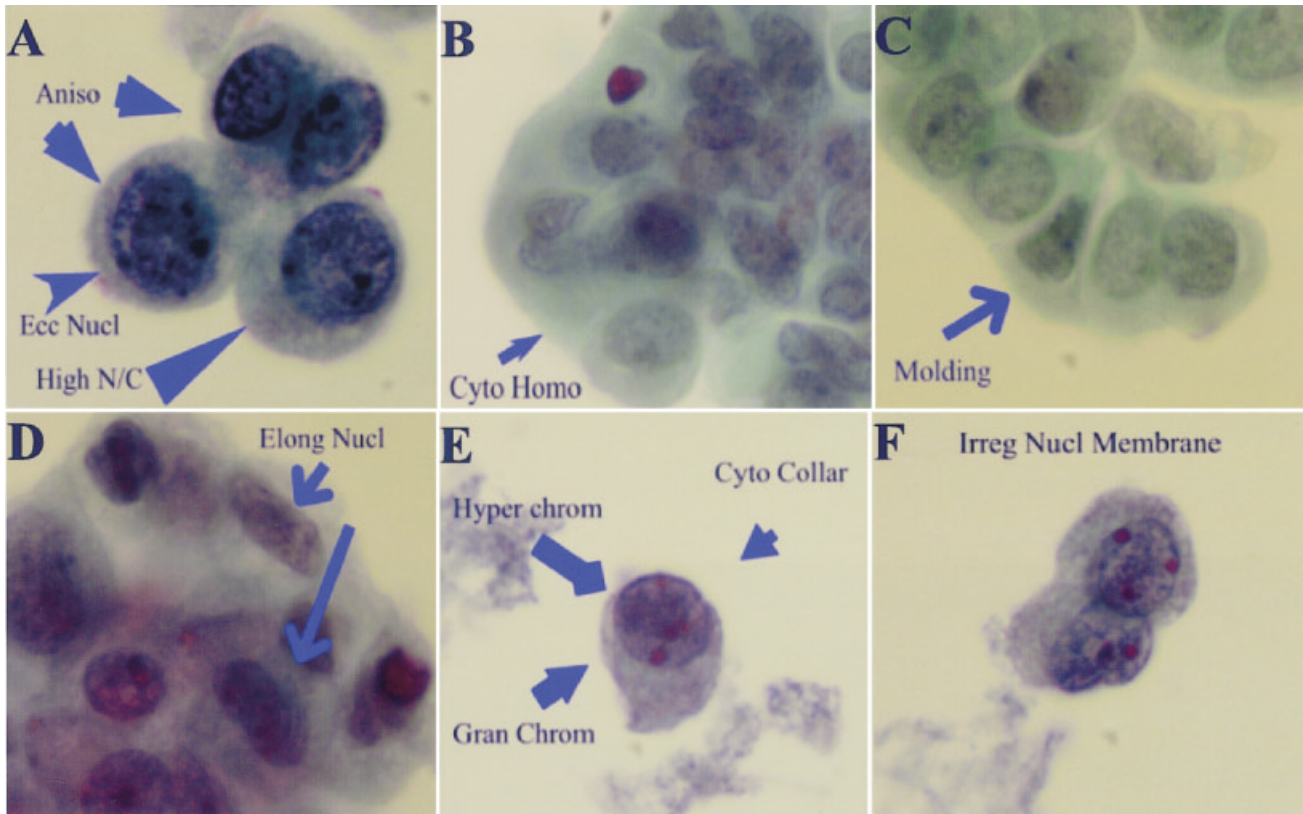 A
Aniso
Ecc Nucl
High N/C
B
Cyto Homo
C
Molding
D
Elong Nucl
E
Hyper chrom
Cyto Collar
Gran Chrom
F
Irreg Nucl Membrane